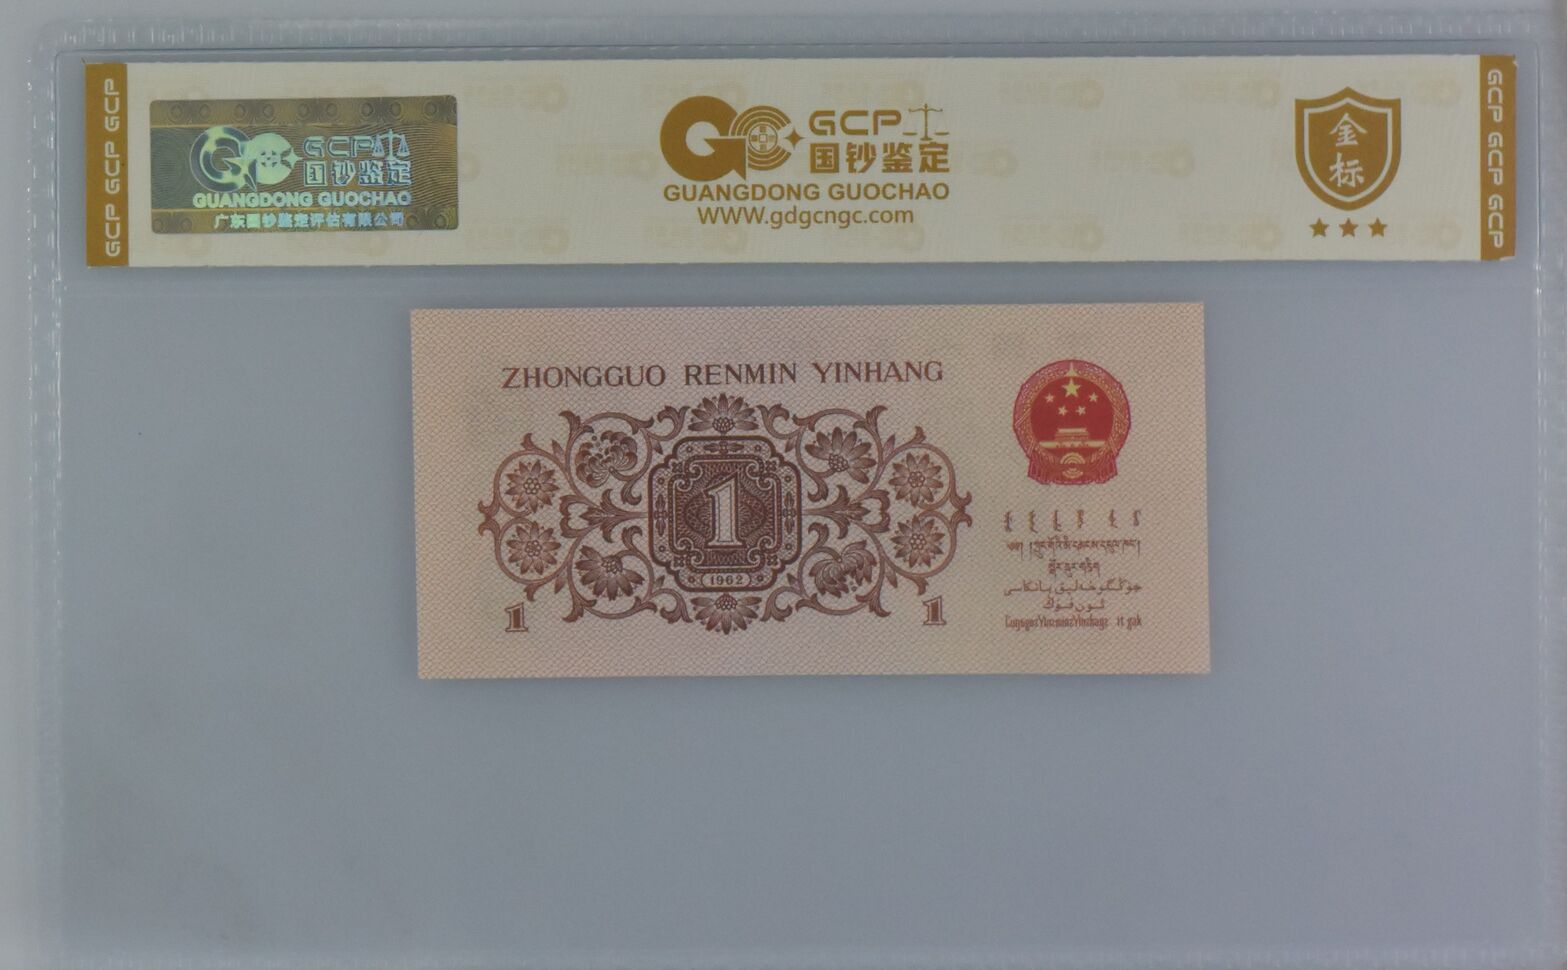 GCP GCP GCP
GCP
国钞鉴定
GUANGDONG GUOCHAO
广东国钞鉴定评估有限公司
GCP
国钞鉴定
GUANGDONG GUOCHAO
WWW.gdgcngc.com
金
标
GCP GCP GCP
ZHONGGUO RENMIN YINHANG
1
1962
1
1